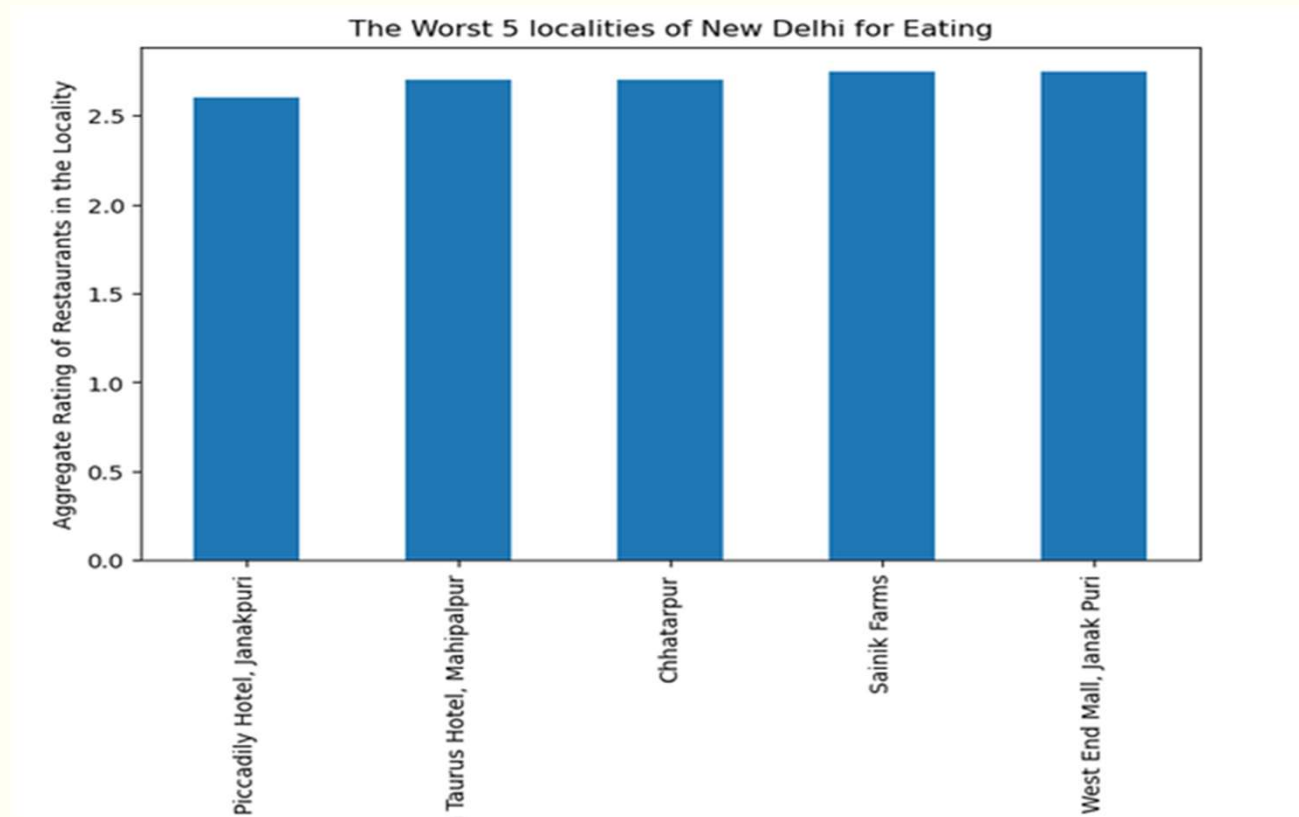 The Worst 5 localities of New Delhi for Eating
Aggregate Rating of Restaurants in the Locality
2.5
2.0
1.5
1.0
0.5
0.0
Piccadily Hotel, Janakpuri
Taurus Hotel, Mahipalpur
Chhatarpur
Sainik Farms
West End Mall, Janak Puri